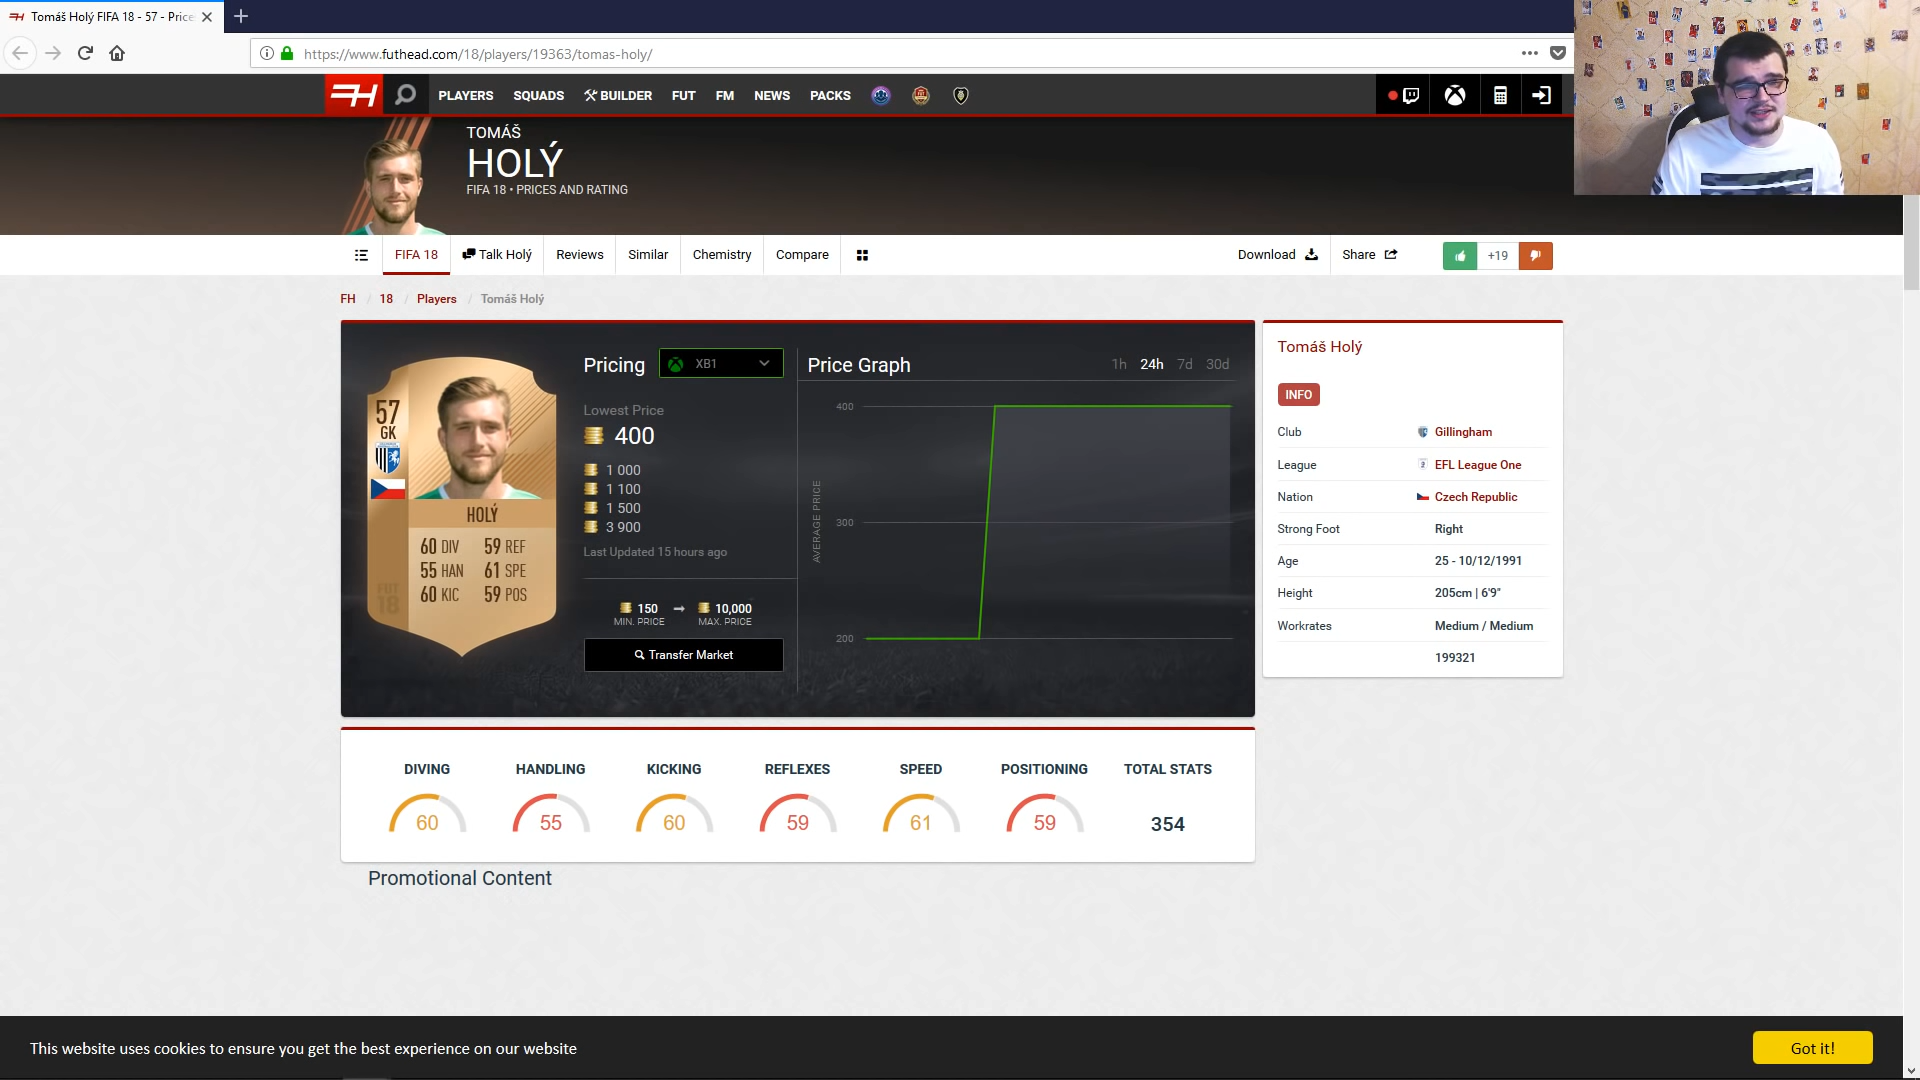 Tomáš Holý FIFA 18 - 57 - Price
https://www.futhead.com/18/players/19363/tomas-holy/
FH
PLAYERS SQUADS BUILDER FUT FM NEWS PACKS
TOMÁŠ
HOLÝ
FIFA 18 • PRICES AND RATING
FIFA 18 Talk Holý Reviews Similar Chemistry Compare Download Share +19
FH / 18 / Players / Tomáš Holý
57
GK
HOLÝ
60 DIV 59 REF
55 HAN 61 SPE
60 KIC 59 POS
FUT
18
Pricing XB1
Lowest Price
400
1 000
1 100
1 500
3 900
Last Updated 15 hours ago
150 10,000
MIN. PRICE MAX. PRICE
Transfer Market
Price Graph 1h 24h 7d 30d
AVERAGE PRICE
400
300
200
Tomáš Holý
INFO
Club Gillingham
League EFL League One
Nation Czech Republic
Strong Foot Right
Age 25 - 10/12/1991
Height 205cm | 6'9"
Workrates Medium / Medium
199321
DIVING HANDLING KICKING REFLEXES SPEED POSITIONING TOTAL STATS
60 55 60 59 61 59 354
Promotional Content
This website uses cookies to ensure you get the best experience on our website
Got it!